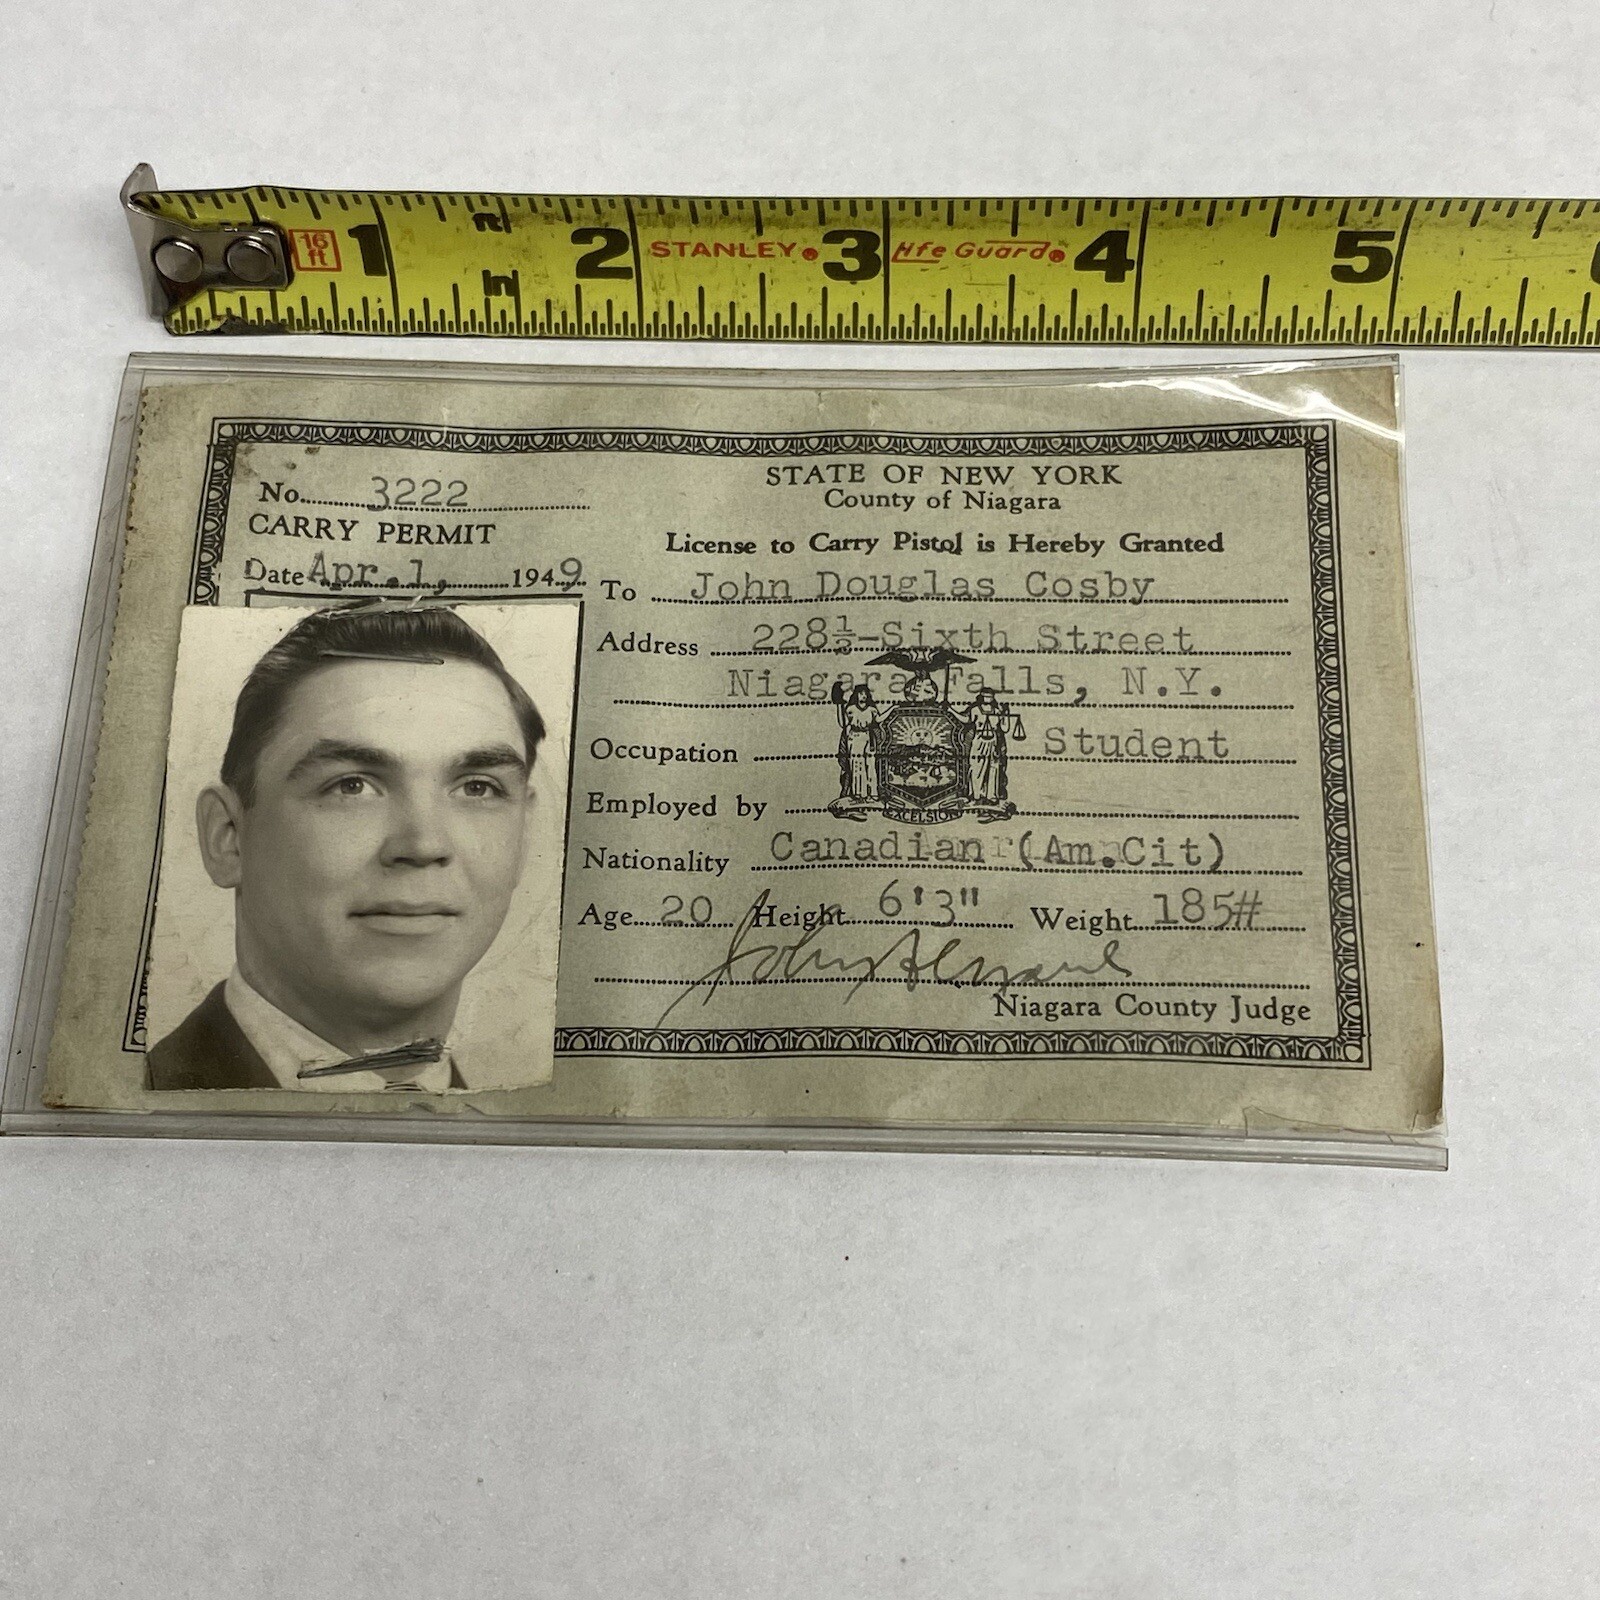 16 ft 1 ft 2 STANLEY 3 life Guard 4 5
In
STATE OF NEW YORK
County of Niagara
No. 3222
CARRY PERMIT
License to Carry Pistol is Hereby Granted
Date Apr. 1, 1949
To John Douglas Cosby
Address 228½-Sixth Street
Niagara Falls, N.Y.
Occupation Student
EXCELSIOR
Employed by
Nationality Canadian (Am.Cit)
Age 20 Height 6'3" Weight 185#
John
Niagara County Judge